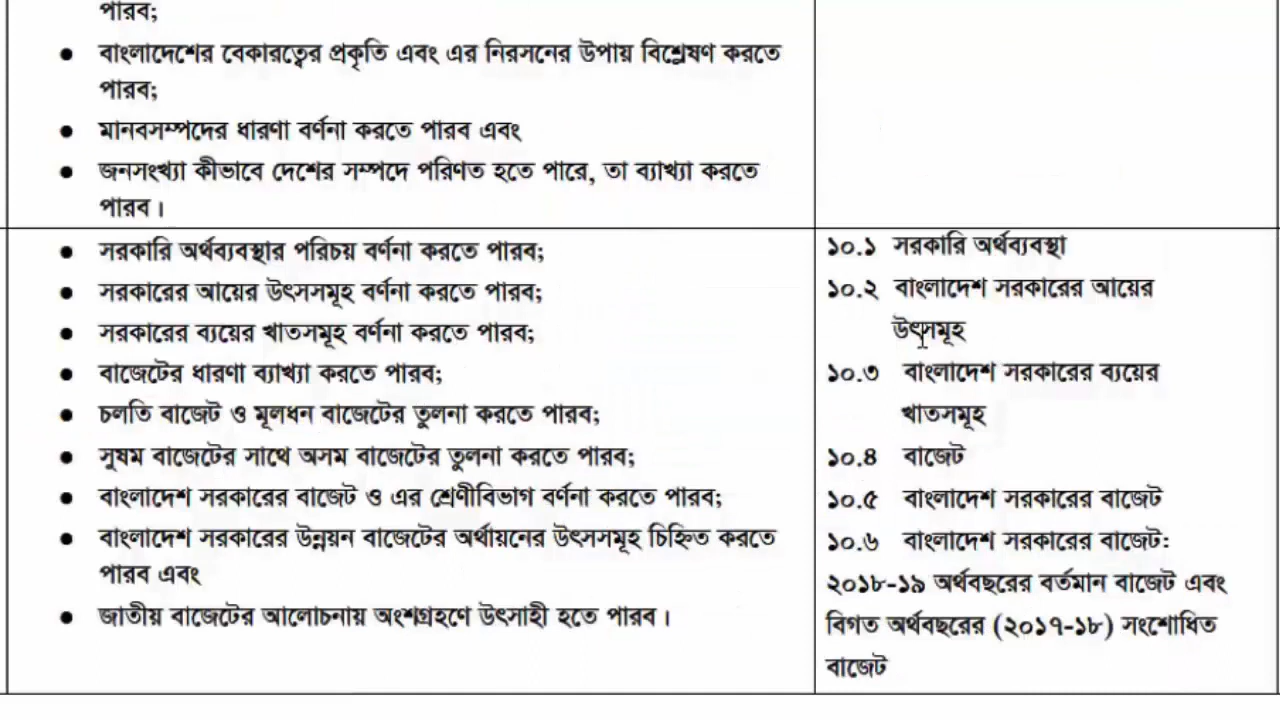 পারব;
● বাংলাদেশের বেকারত্বের প্রকৃতি এবং এর নিরসনের উপায় বিশ্লেষণ করতে
পারব;
● মানবসম্পদের ধারণা বর্ণনা করতে পারব এবং
● জনসংখ্যা কীভাবে দেশের সম্পদে পরিণত হতে পারে, তা ব্যাখ্যা করতে
পারব।
● সরকারি অর্থব্যবস্থার পরিচয় বর্ণনা করতে পারব;
● সরকারের আয়ের উৎসসমূহ বর্ণনা করতে পারব;
● সরকারের ব্যয়ের খাতসমূহ বর্ণনা করতে পারব;
● বাজেটের ধারণা ব্যাখ্যা করতে পারব;
● চলতি বাজেট ও মূলধন বাজেটের তুলনা করতে পারব;
● সুষম বাজেটের সাথে অসম বাজেটের তুলনা করতে পারব;
● বাংলাদেশ সরকারের বাজেট ও এর শ্রেণীবিভাগ বর্ণনা করতে পারব;
● বাংলাদেশ সরকারের উন্নয়ন বাজেটের অর্থায়নের উৎসসমূহ চিহ্নিত করতে
পারব এবং
● জাতীয় বাজেটের আলোচনায় অংশগ্রহণে উৎসাহী হতে পারব।
১০.১ সরকারি অর্থব্যবস্থা
১০.২ বাংলাদেশ সরকারের আয়ের
উৎসমূহ
১০.৩ বাংলাদেশ সরকারের ব্যয়ের
খাতসমূহ
১০.৪ বাজেট
১০.৫ বাংলাদেশ সরকারের বাজেট
১০.৬ বাংলাদেশ সরকারের বাজেট:
২০১৮-১৯ অর্থবছরের বর্তমান বাজেট এবং
বিগত অর্থবছরের (২০১৭-১৮) সংশোধিত
বাজেট